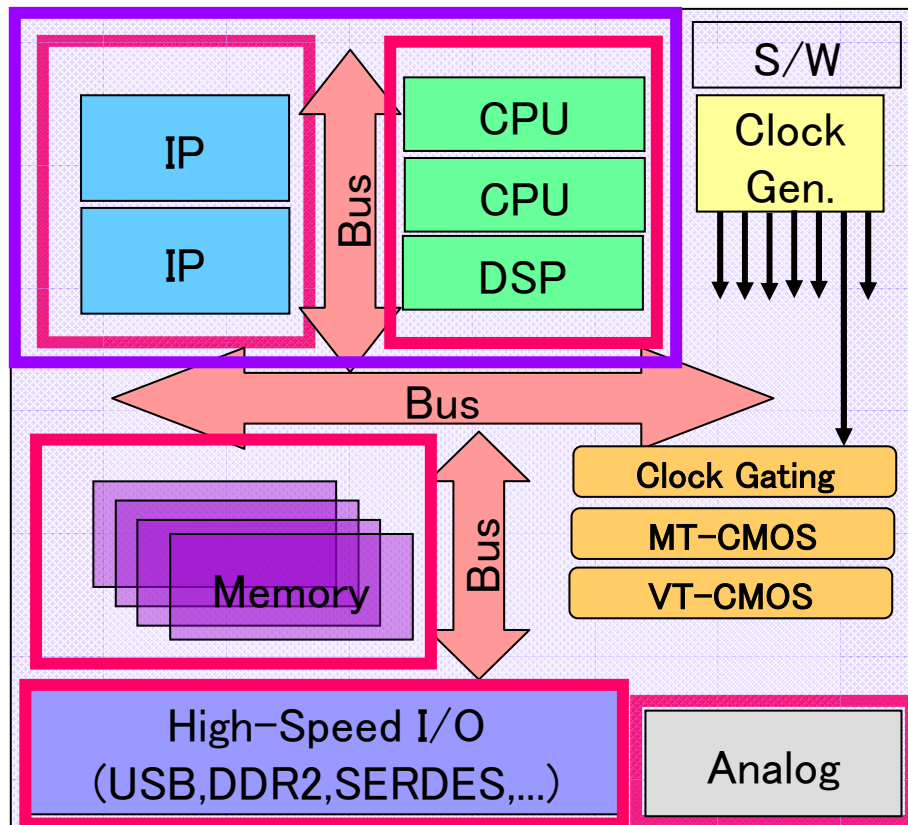 IP
IP
Bus
CPU
CPU
DSP
S/W
Clock
Gen.
Bus
Memory
Bus
Clock Gating
MT-CMOS
VT-CMOS
High-Speed I/O
(USB,DDR2,SERDES,...)
Analog